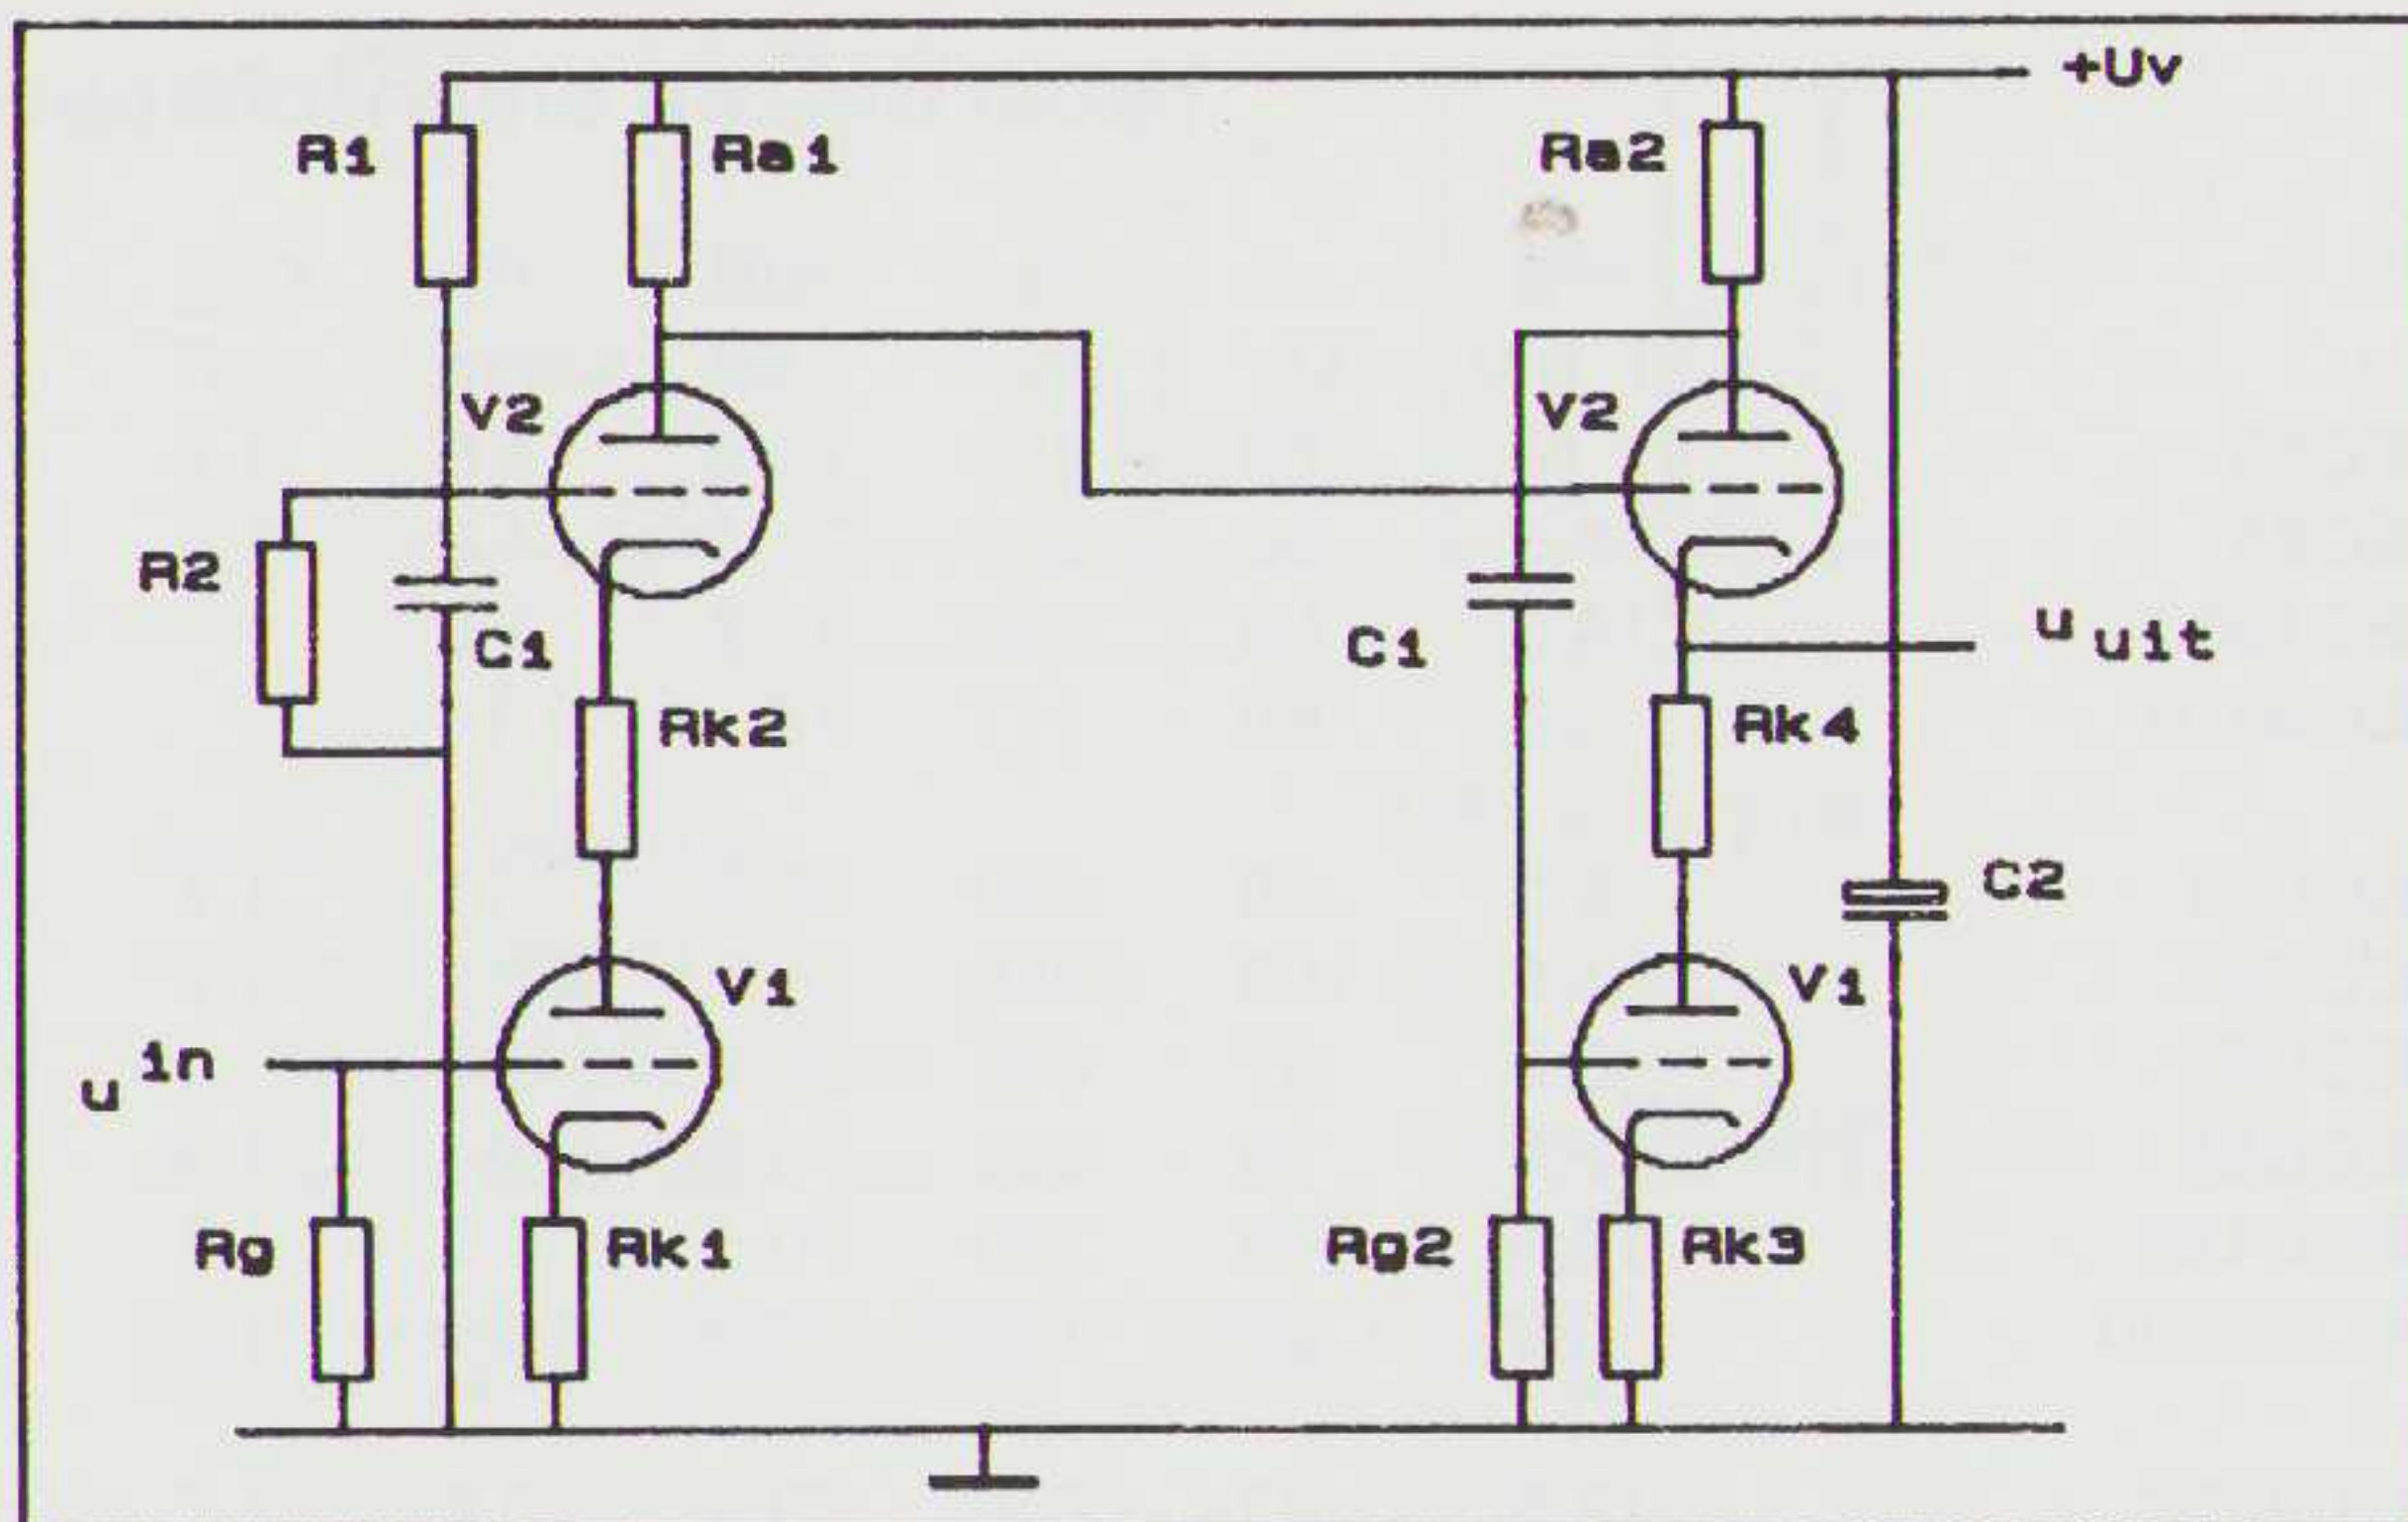 +Uv
R1
Ra1
Ra2
V2
V2
R2
C1
C1
u uit
Rk2
Rk4
C2
V1
V1
u in
Rg
Rk1
Rg2
Rk3